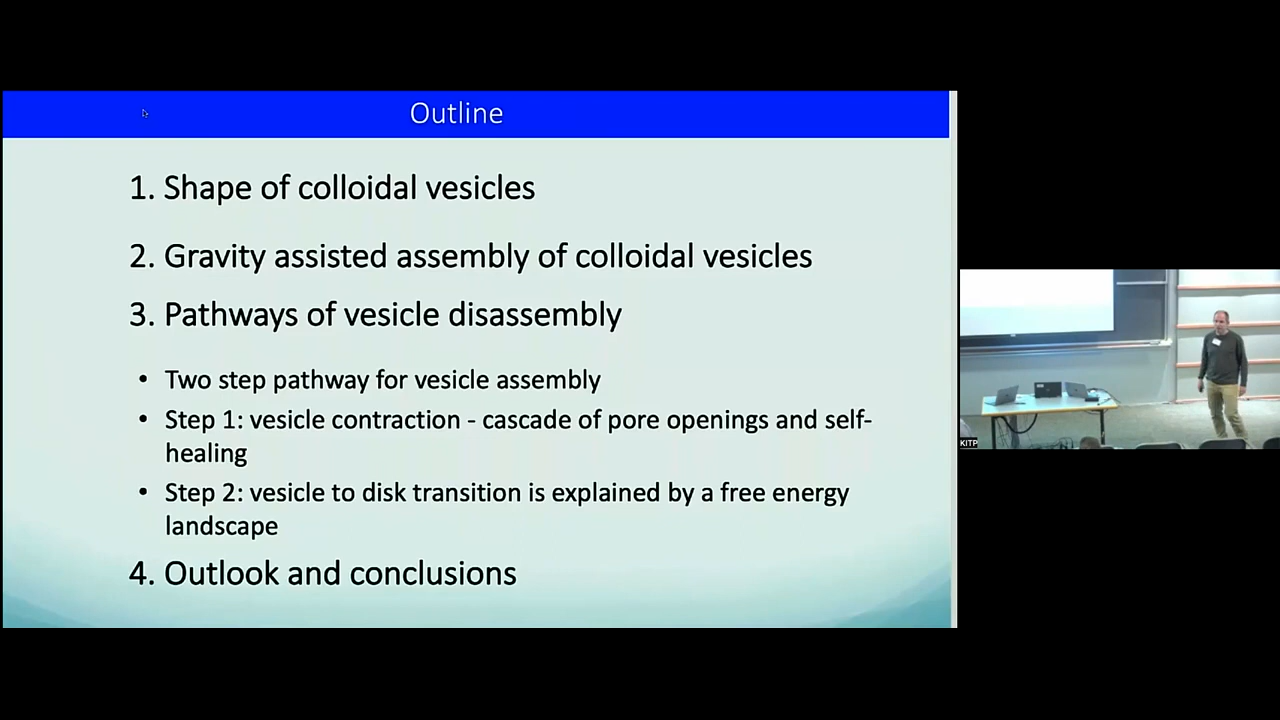 Outline
1. Shape of colloidal vesicles
2. Gravity assisted assembly of colloidal vesicles
3. Pathways of vesicle disassembly
• Two step pathway for vesicle assembly
• Step 1: vesicle contraction - cascade of pore openings and self-
healing
• Step 2: vesicle to disk transition is explained by a free energy
landscape
4. Outlook and conclusions
KITP